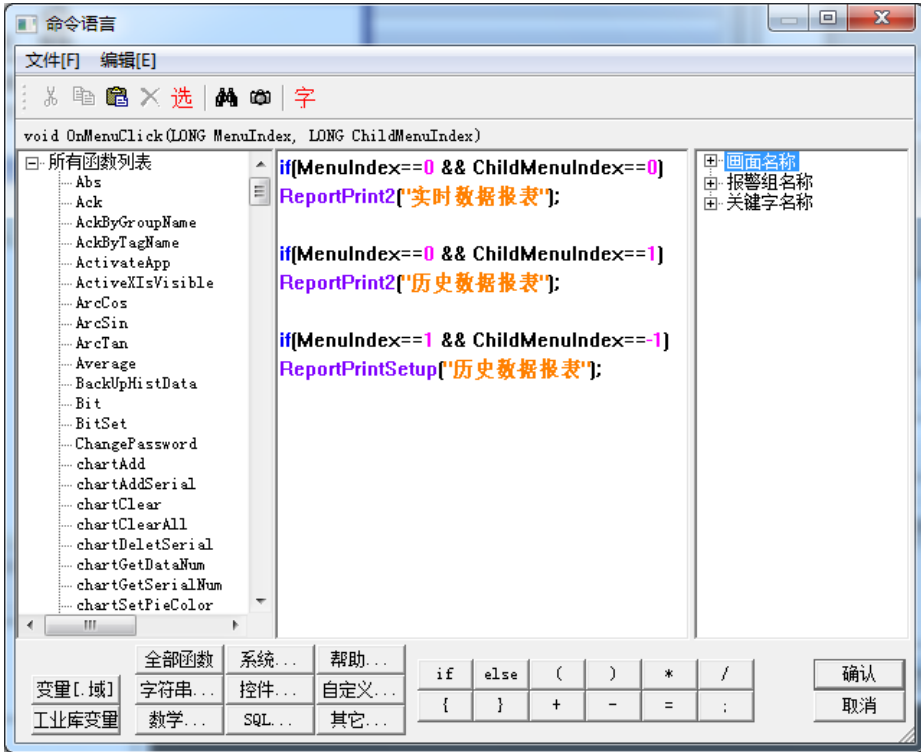 命令语言
文件[F] 编辑[E]
选 字
void OnMenuClick(LONG MenuIndex, LONG ChildMenuIndex)
所有函数列表
Abs
Ack
AckByGroupName
AckByTagName
ActivateApp
ActiveXIsVisible
ArcCos
ArcSin
ArcTan
Average
BackUpHistData
Bit
BitSet
ChangePassword
chartAdd
chartAddSerial
chartClear
chartClearAll
chartDeletSerial
chartGetDataNum
chartGetSerialNum
chartSetPieColor
if(MenuIndex==0 && ChildMenuIndex==0)
ReportPrint2("实时数据报表");
if(MenuIndex==0 && ChildMenuIndex==1)
ReportPrint2("历史数据报表");
if(MenuIndex==1 && ChildMenuIndex==-1)
ReportPrintSetup("历史数据报表");
画面名称
报警组名称
关键字名称
全部函数 系统... 帮助...
变量[.域] 字符串... 控件... 自定义...
工业库变量 数学... SQL... 其它...
if else ( ) * /
{ } + - = ;
确认
取消